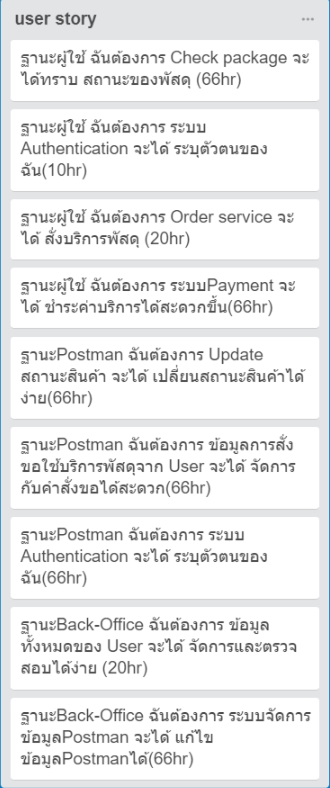 user story
ฐานะผู้ใช้ ฉันต้องการ Check package จะ
ได้ทราบ สถานะของพัสดุ (66hr)
ฐานะผู้ใช้ ฉันต้องการ ระบบ
Authentication จะได้ ระบุตัวตนของ
ฉัน(10hr)
ฐานะผู้ใช้ ฉันต้องการ Order service จะ
ได้ สั่งบริการพัสดุ (20hr)
ฐานะผู้ใช้ ฉันต้องการ ระบบPayment จะ
ได้ ชำระค่าบริการได้สะดวกขึ้น(66hr)
ฐานะPostman ฉันต้องการ Update
สถานะสินค้า จะได้ เปลี่ยนสถานะสินค้าได้
ง่าย(66hr)
ฐานะPostman ฉันต้องการ ข้อมูลการสั่ง
ขอใช้บริการพัสดุจาก User จะได้ จัดการ
กับคำสั่งขอได้สะดวก(66hr)
ฐานะPostman ฉันต้องการ ระบบ
Authentication จะได้ ระบุตัวตนของ
ฉัน(66hr)
ฐานะBack-Office ฉันต้องการ ข้อมูล
ทั้งหมดของ User จะได้ จัดการและตรวจ
สอบได้ง่าย (20hr)
ฐานะBack-Office ฉันต้องการ ระบบจัดการ
ข้อมูลPostman จะได้ แก้ไข
ข้อมูลPostmanได้(66hr)